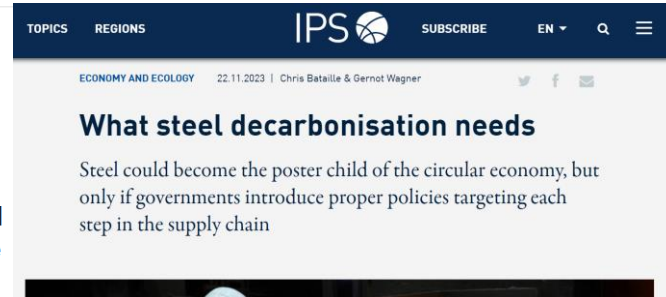 TOPICS REGIONS IPS SUBSCRIBE EN
ECONOMY AND ECOLOGY 22.11.2023 | Chris Bataille & Gernot Wagner
What steel decarbonisation needs
Steel could become the poster child of the circular economy, but
only if governments introduce proper policies targeting each
step in the supply chain